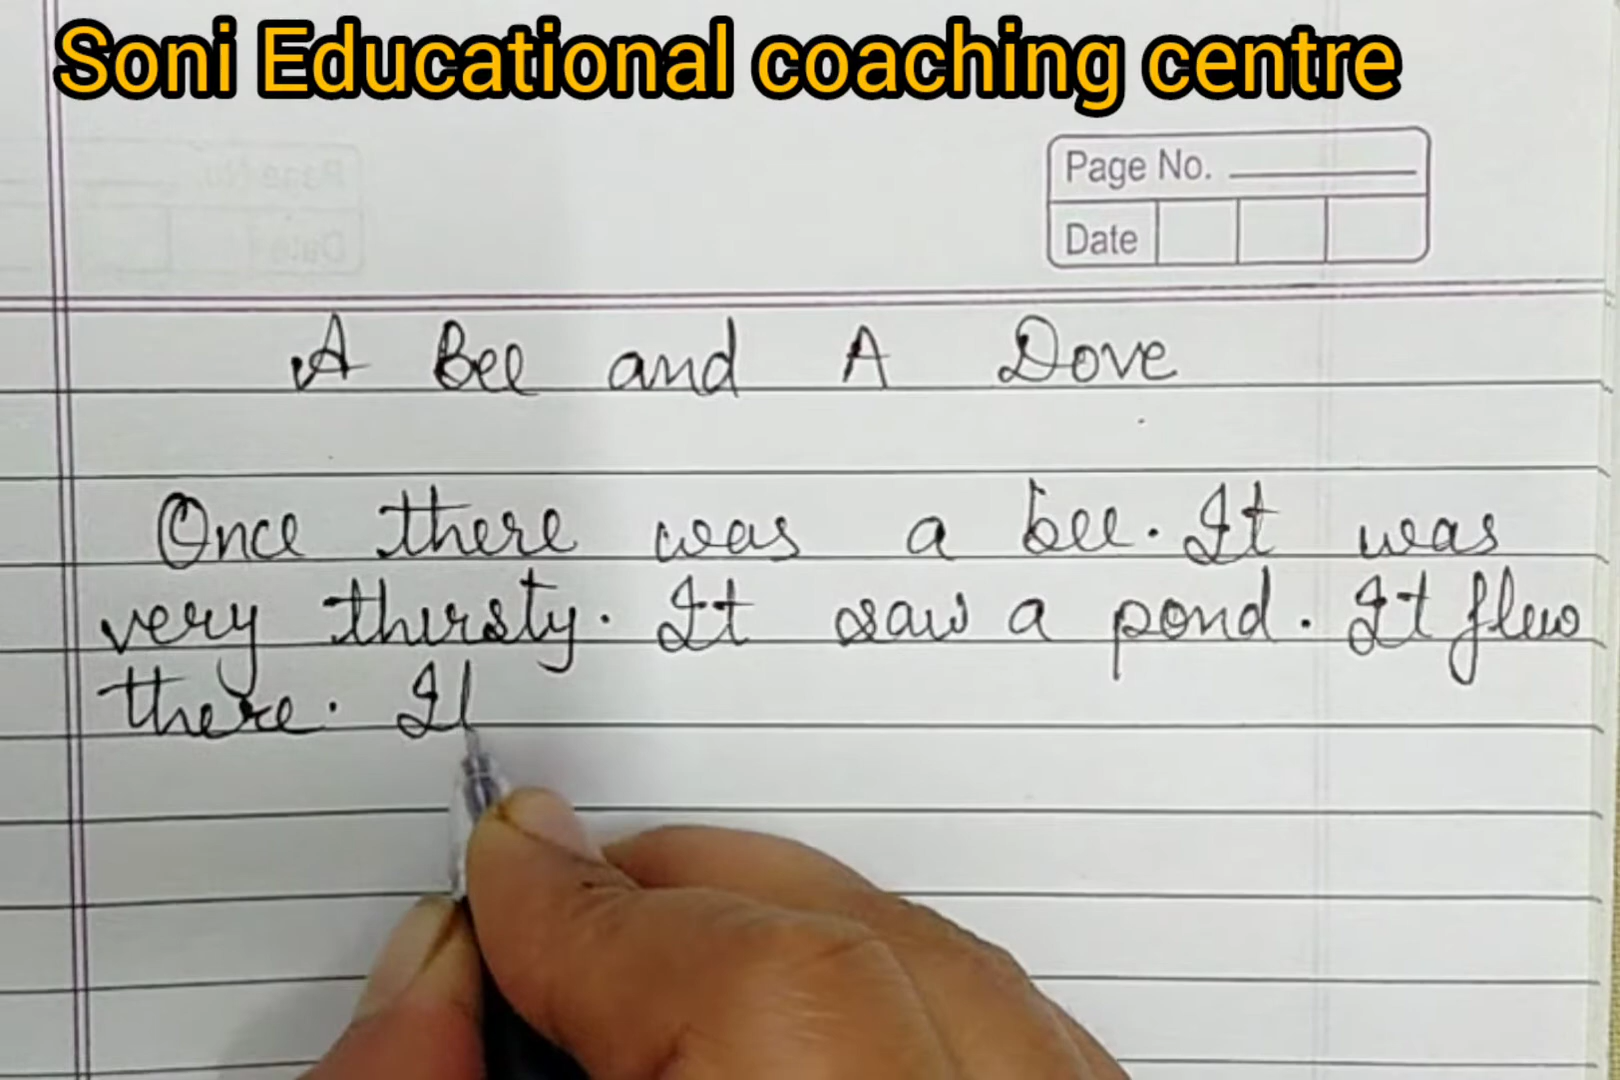 Soni Educational coaching centre
Page No.
Date
A Bee and A Dove
Once there was a bee. It was
very thirsty. It saw a pond. It flew
there. It